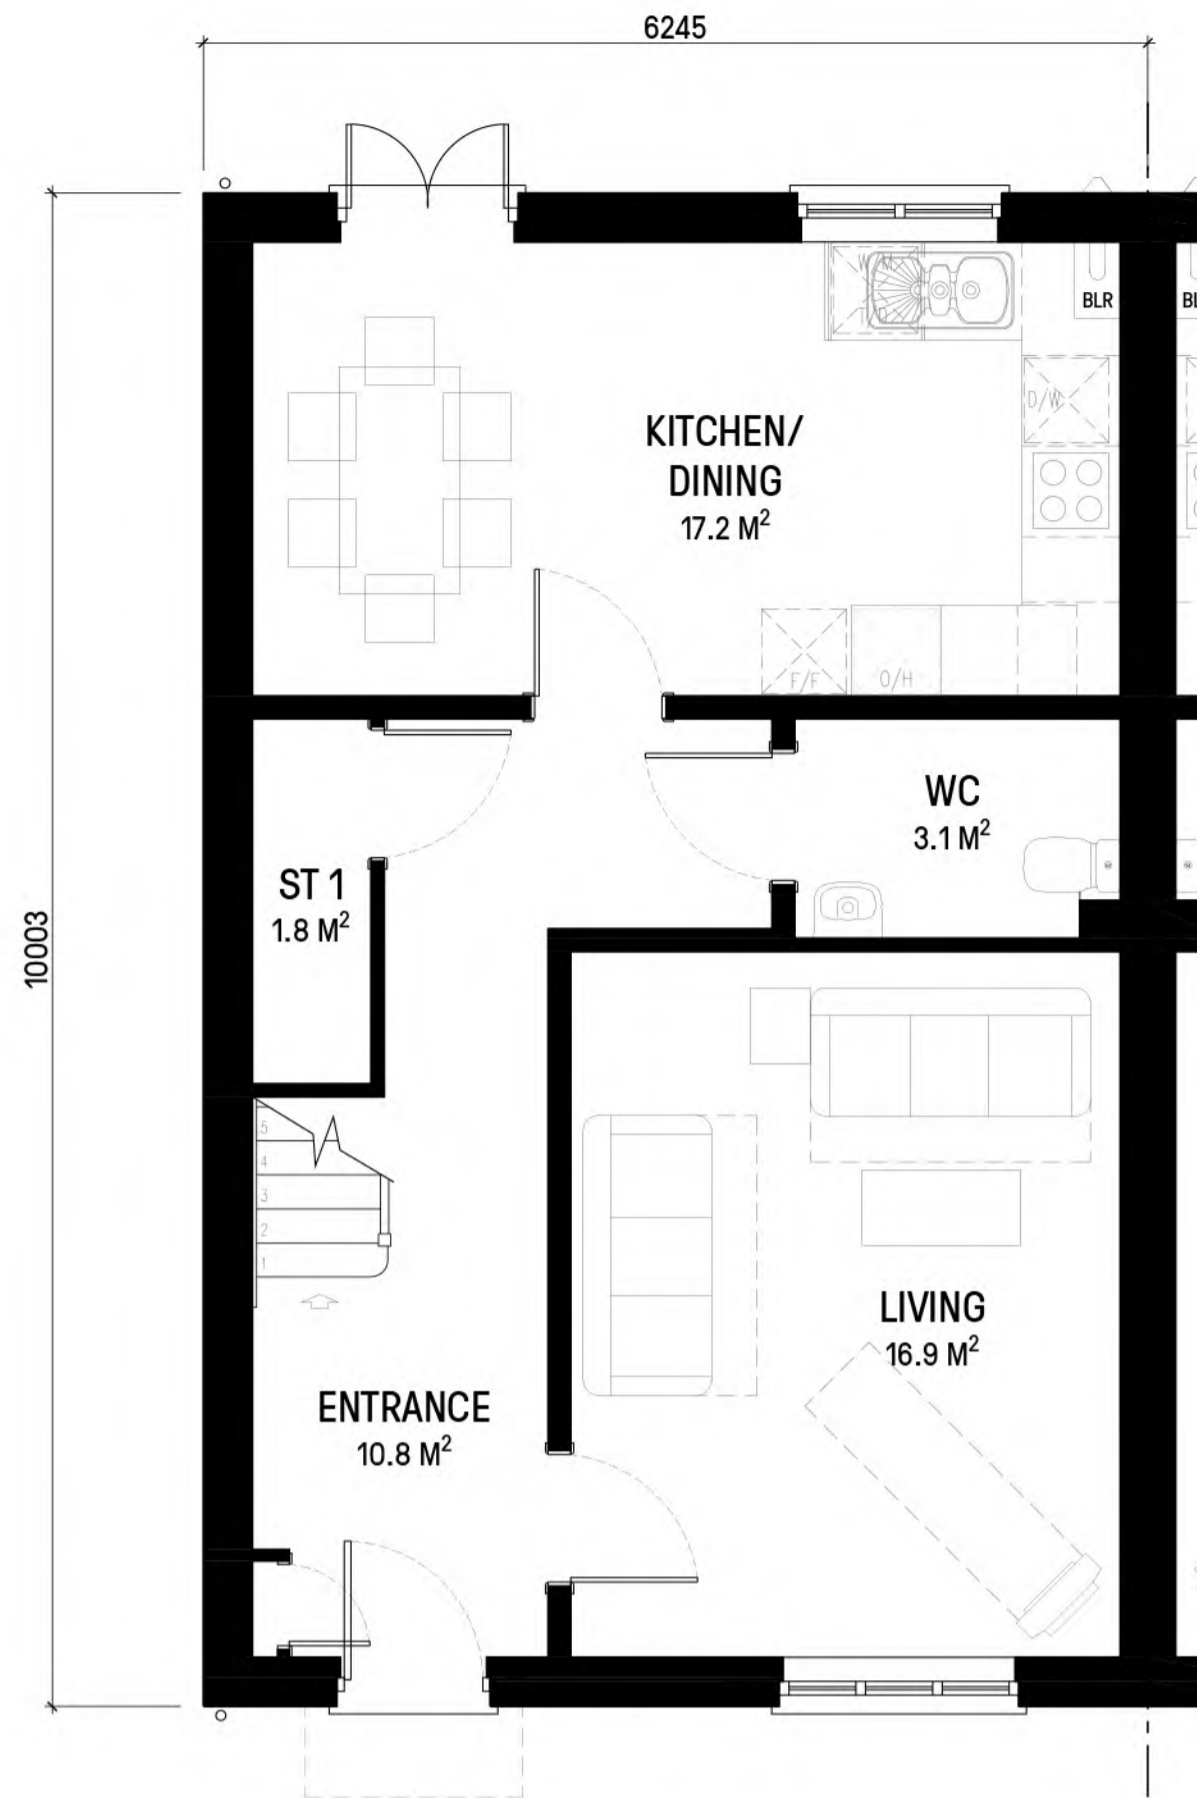 6245
BLR
BL
W/M
D/W
KITCHEN/
DINING
17.2 M²
F/F
O/H
WC
3.1 M²
ST 1
1.8 M²
10003
5
4
3
2
1
LIVING
16.9 M²
ENTRANCE
10.8 M²